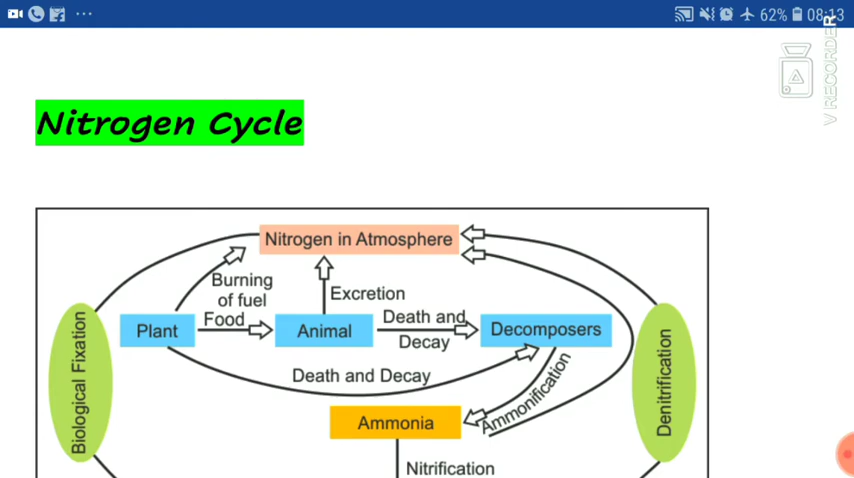 62% 08:13
V RECORDER
Nitrogen Cycle
Nitrogen in Atmosphere
Burning
of fuel
Excretion
Food
Death and
Decay
Plant
Animal
Decomposers
Death and Decay
Ammonification
Ammonia
Nitrification
Biological Fixation
Denitrification